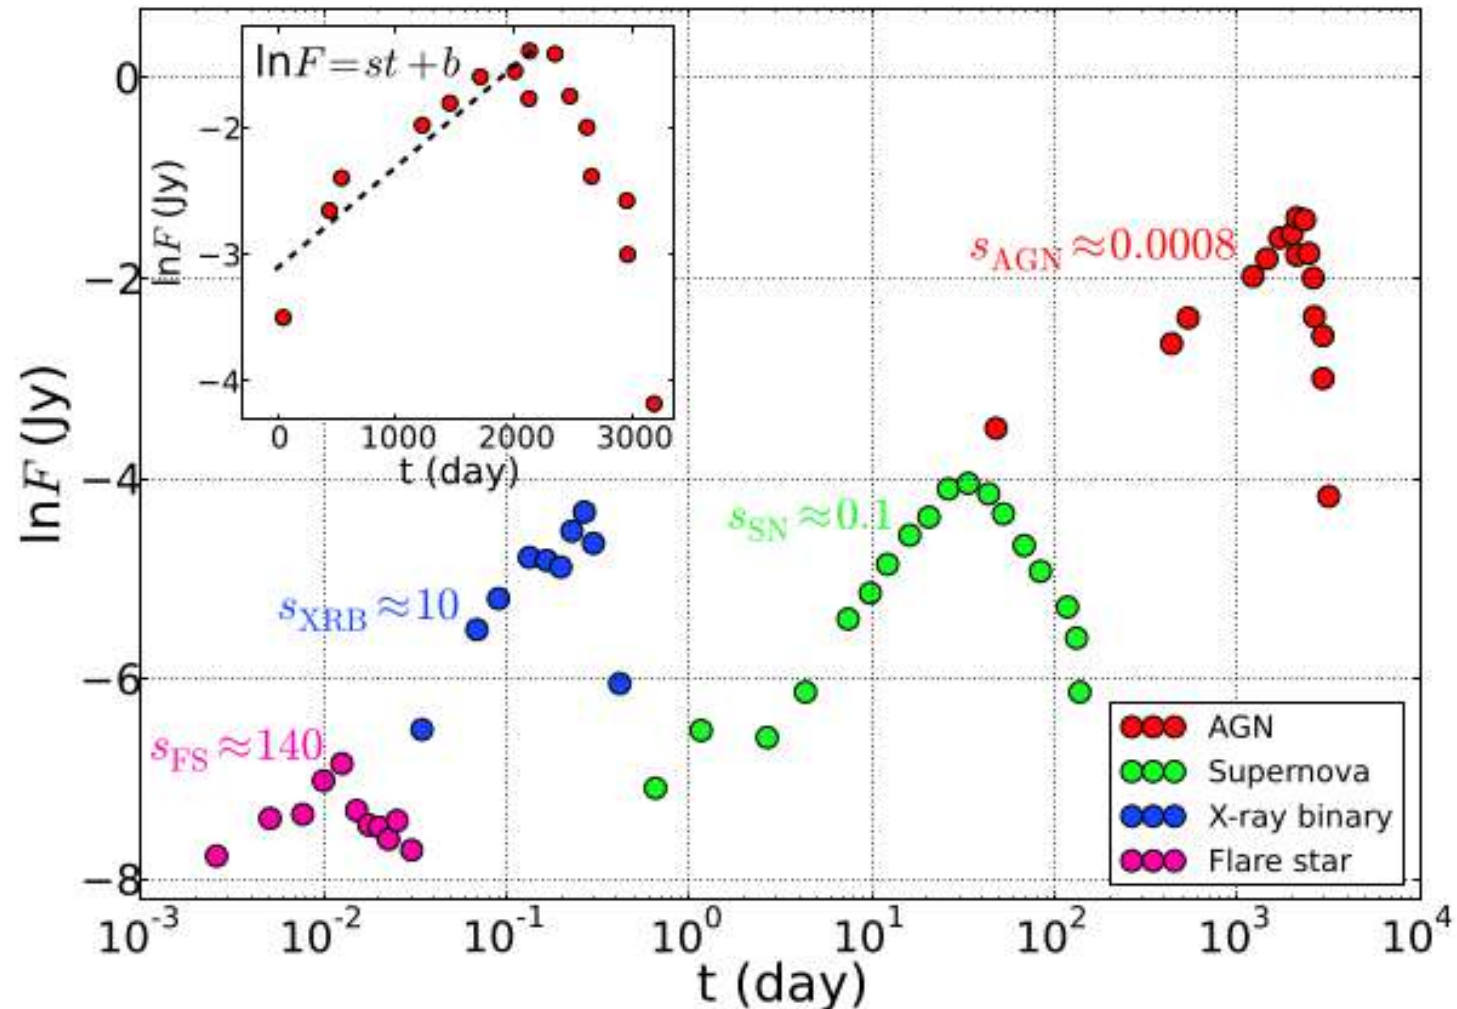 lnF=st+b
−2
−3
−4
lnF (Jy)
0 1000 2000 3000
t (day)
0
−2
−4
−6
−8
lnF (Jy)
s_AGN≈0.0008
s_SN≈0.1
s_XRB≈10
s_FS≈140
AGN
Supernova
X-ray binary
Flare star
10^-3 10^-2 10^-1 10^0 10^1 10^2 10^3 10^4
t (day)